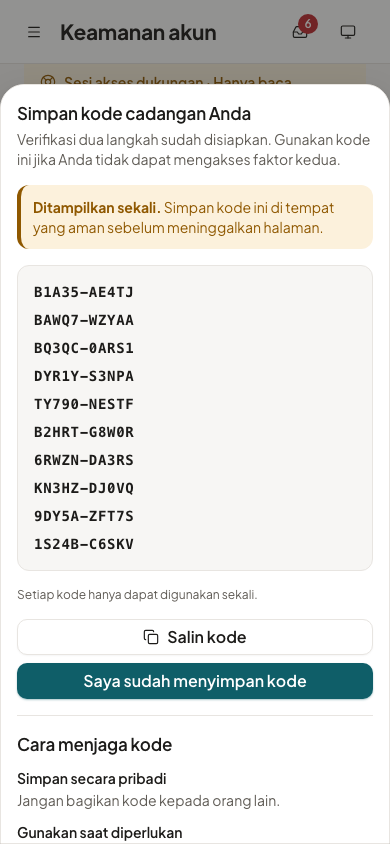 Keamanan akun
6
Sesi akses dukungan · Hanya baca
Simpan kode cadangan Anda
Verifikasi dua langkah sudah disiapkan. Gunakan kode
ini jika Anda tidak dapat mengakses faktor kedua.
Ditampilkan sekali. Simpan kode ini di tempat
yang aman sebelum meninggalkan halaman.
B1A35-AE4TJ
BAWQ7-WZYAA
BQ3QC-0ARS1
DYR1Y-S3NPA
TY790-NESTF
B2HRT-G8W0R
6RWZN-DA3RS
KN3HZ-DJ0VQ
9DY5A-ZFT7S
1S24B-C6SKV
Setiap kode hanya dapat digunakan sekali.
Salin kode
Saya sudah menyimpan kode
Cara menjaga kode
Simpan secara pribadi
Jangan bagikan kode kepada orang lain.
Gunakan saat diperlukan